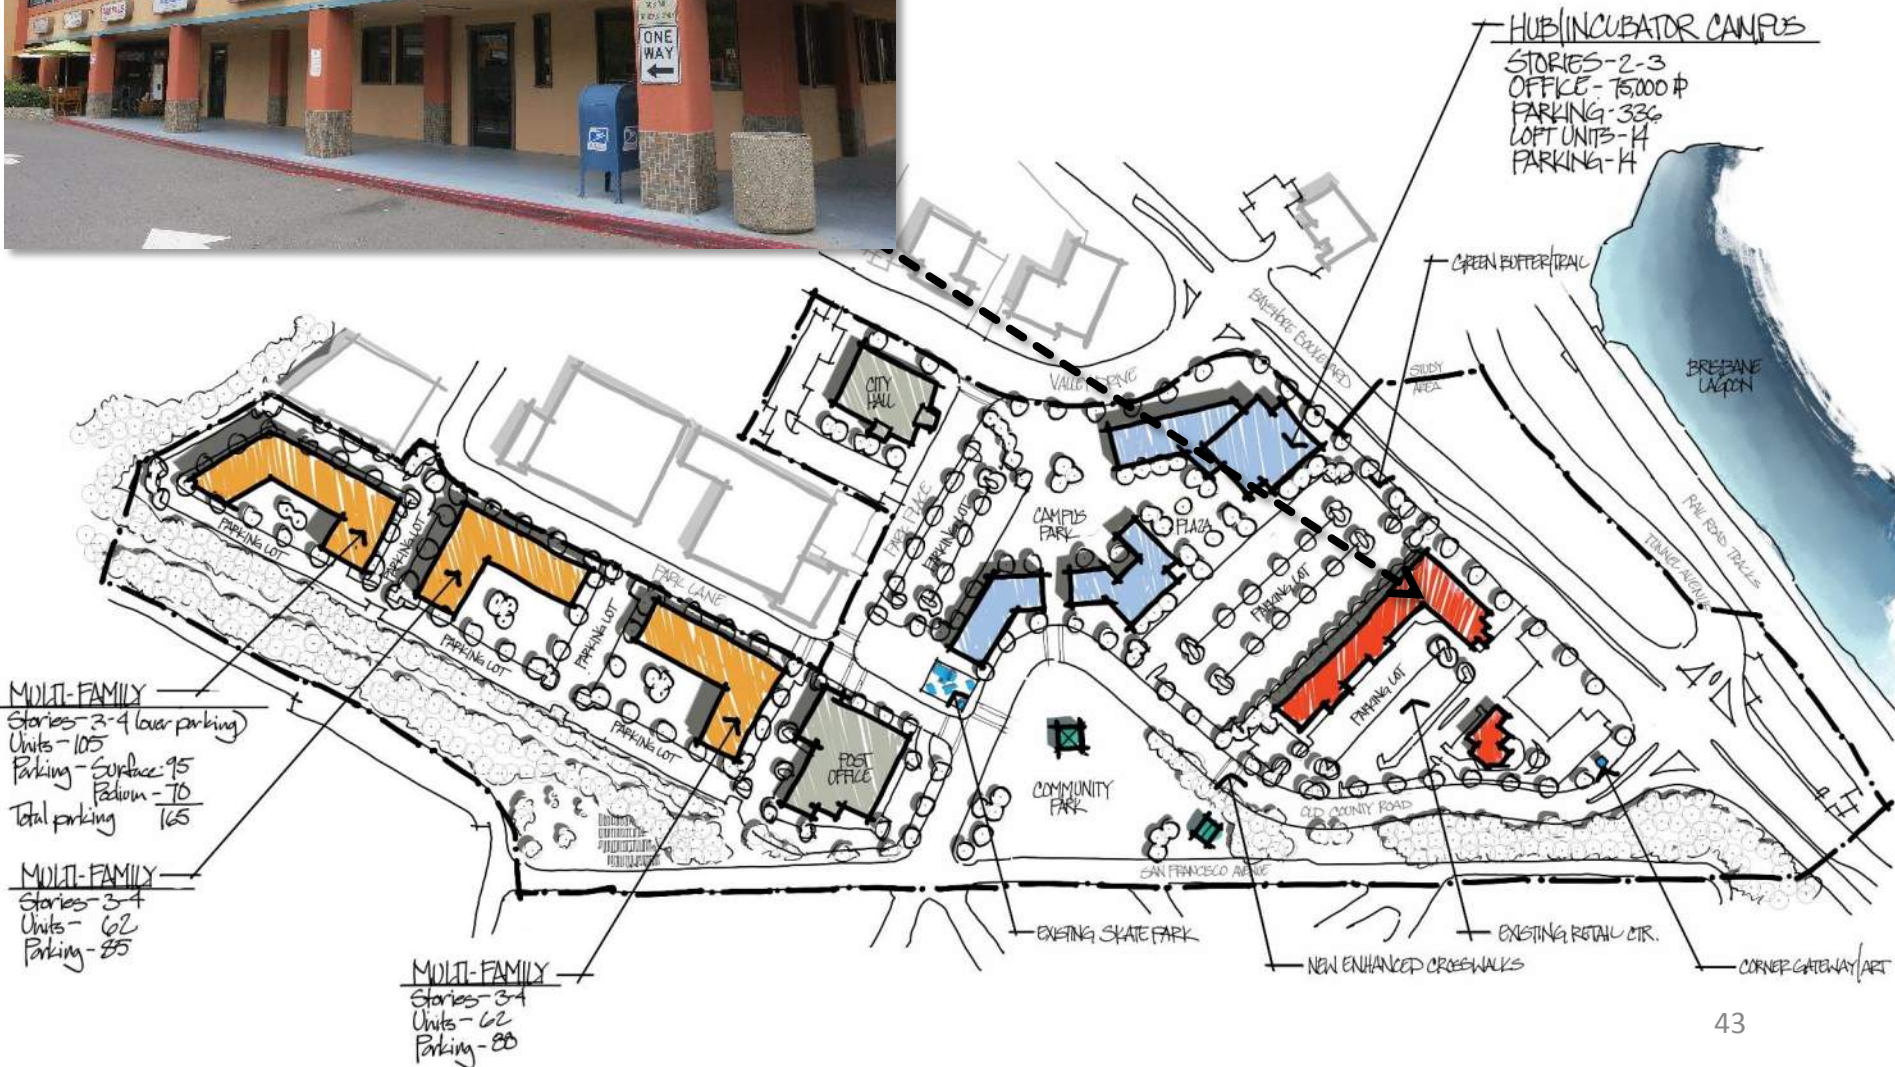 ONE
WAY
HUB/INCUBATOR CAMPUS
STORIES-2-3
OFFICE - 75,000 ⌗
PARKING-336
LOFT UNITS-14
PARKING-14
GREEN BUFFER/TRAIL
BAYSHORE BOULEVARD
VALLEY DRIVE
STUDY
AREA
BRISBANE
LAGOON
CITY
HALL
RAIL ROAD TRACKS
TUNNEL AVENUE
PARK PLACE
PARKING LOT
CAMPUS
PARK
PLAZA
PARKING LOT
PARKING LOT
PARKING LOT
PARK LANE
PARKING LOT
PARKING LOT
PARKING LOT
PARKING LOT
POST
OFFICE
COMMUNITY
PARK
OLD COUNTY ROAD
SAN FRANCISCO AVENUE
MULTI-FAMILY
Stories-3-4 (over parking)
Units-105
Parking-Surface-95
Podium-70
Total parking 165
MULTI-FAMILY
Stories-3-4
Units-62
Parking-85
MULTI-FAMILY
Stories-3-4
Units-62
Parking-88
EXISTING SKATE PARK
NEW ENHANCED CROSSWALKS
EXISTING RETAIL CTR.
CORNER GATEWAY/ART
43